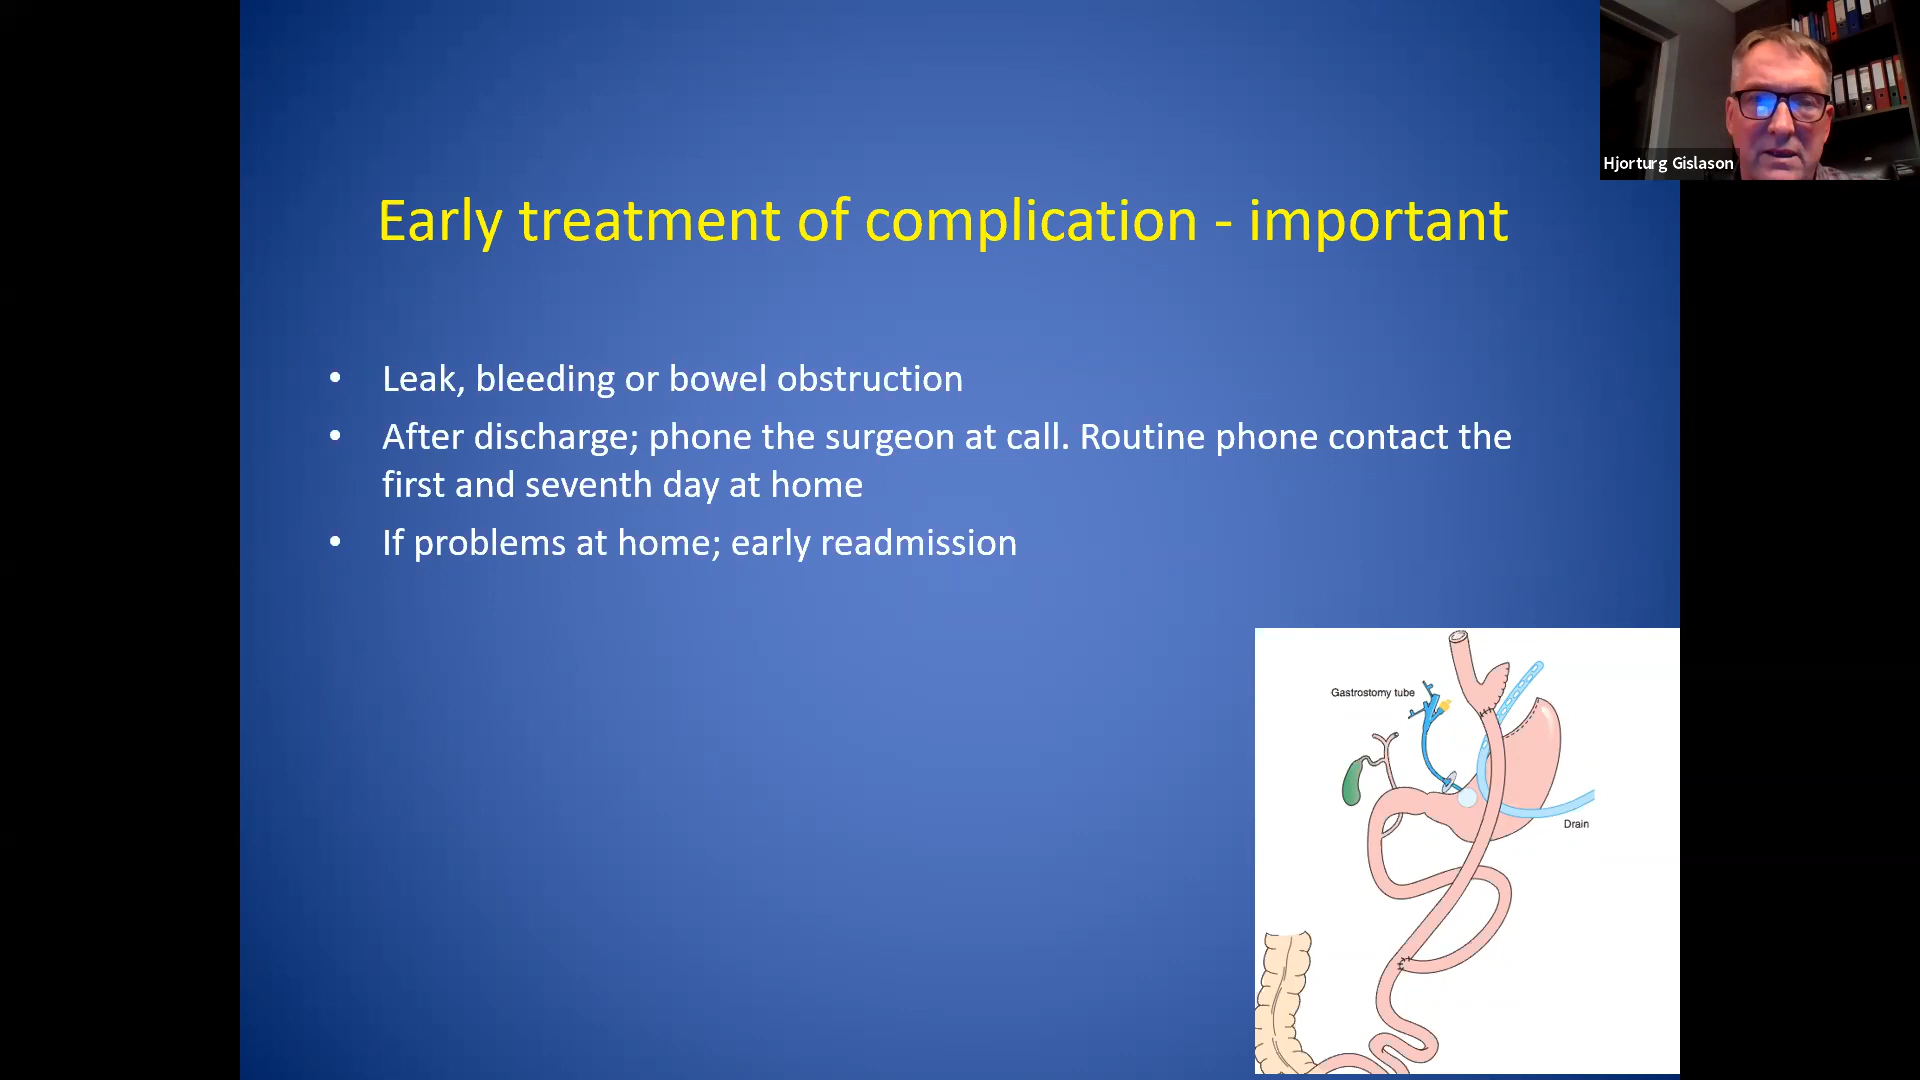 Hjorturg Gislason
Early treatment of complication - important
• Leak, bleeding or bowel obstruction
• After discharge; phone the surgeon at call. Routine phone contact the
first and seventh day at home
• If problems at home; early readmission
Gastrostomy tube
Drain